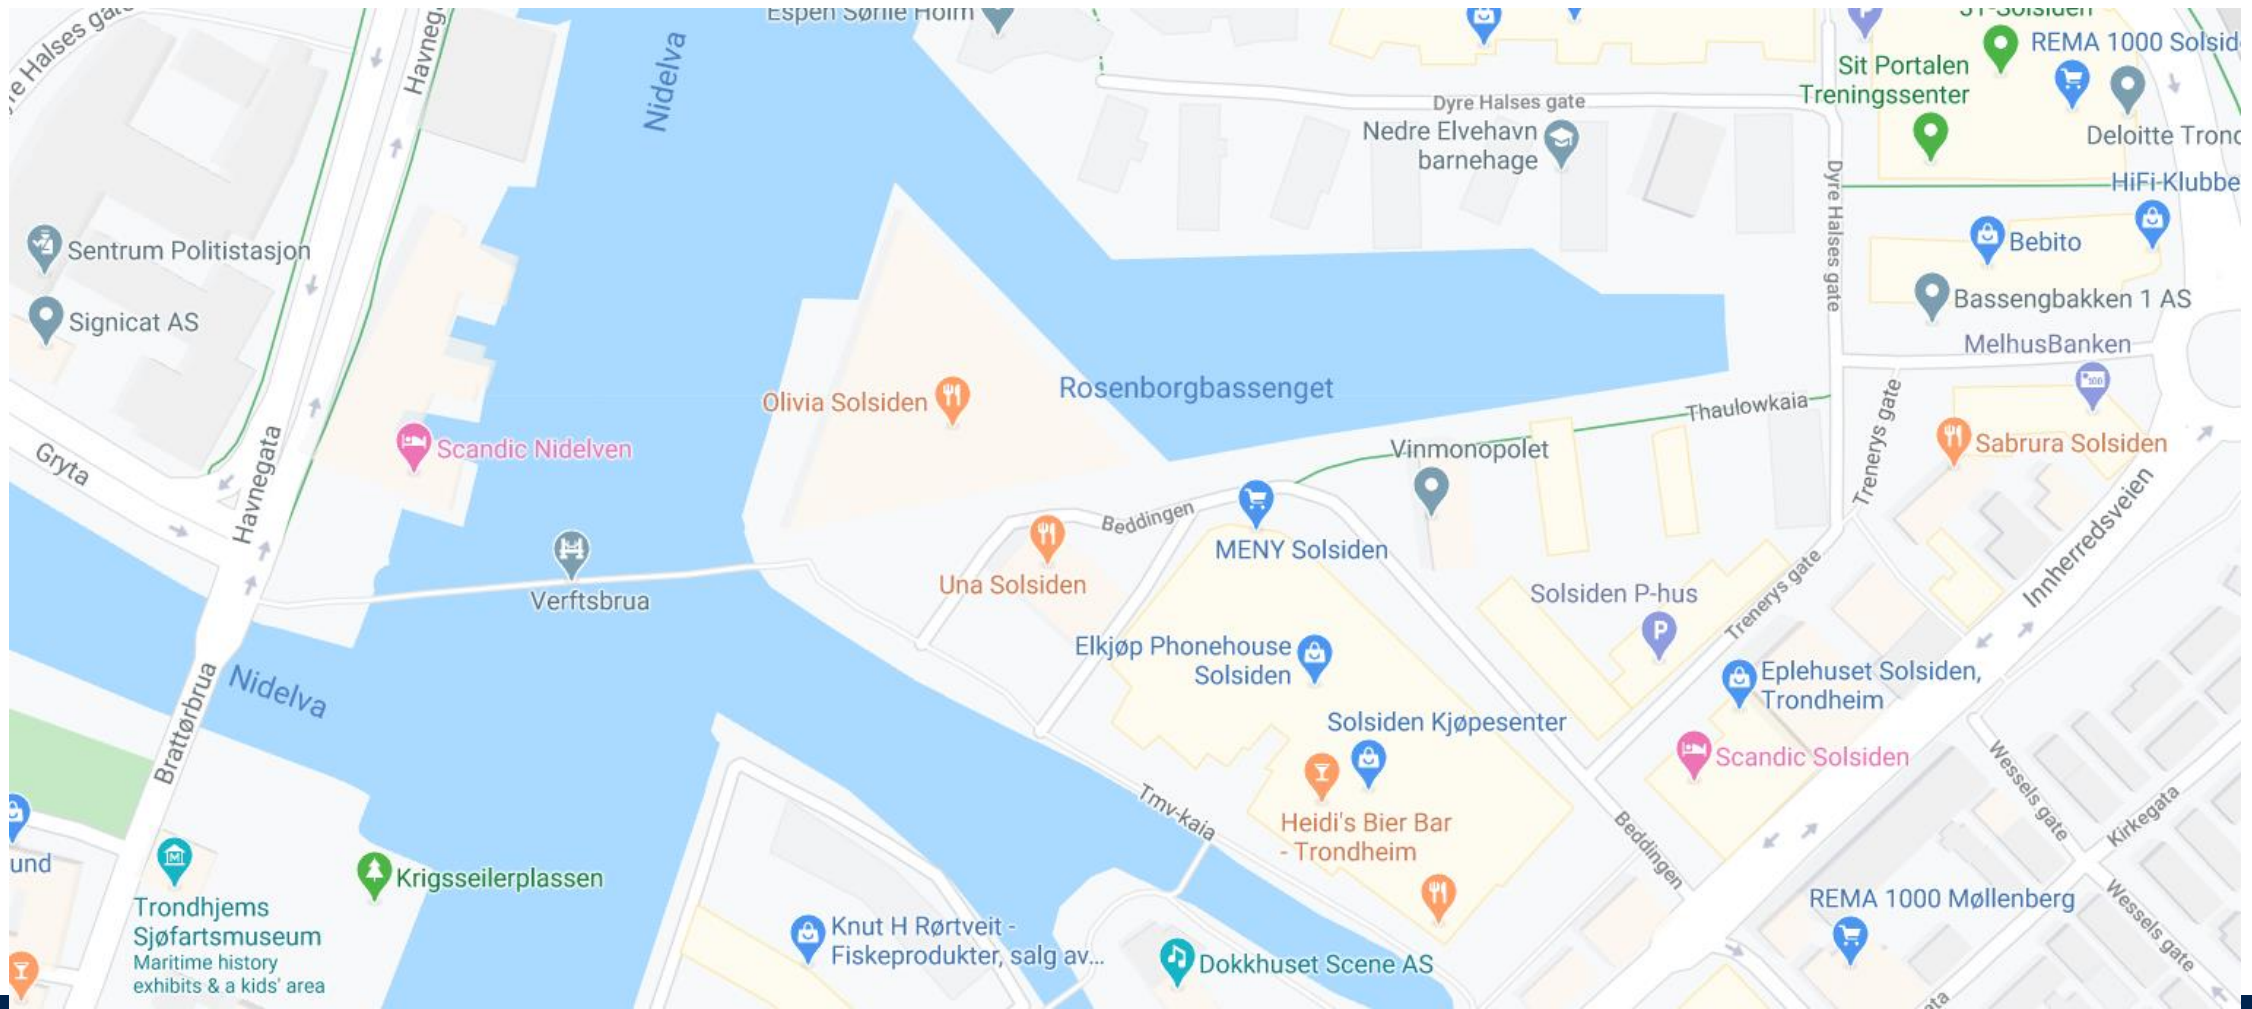 Espen Sørlie Holm
Havneg
Nidelva
REMA 1000 Solsid
Sit Portalen
Treningssenter
Dyre Halses gate
Nedre Elvehavn
barnehage
Deloitte Trond
HiFi-Klubbe
Dyre Halses gate
Sentrum Politistasjon
Bebito
Bassengbakken 1 AS
Signicat AS
MelhusBanken
Rosenborgbassenget
Olivia Solsiden
Thaulowkaia
Trenerys gate
Scandic Nidelven
Vinmonopolet
Sabrura Solsiden
Gryta
Havnegata
Beddingen
MENY Solsiden
Innherredsveien
Una Solsiden
Verftsbrua
Solsiden P-hus
P
Trenerys gate
Elkjøp Phonehouse
Solsiden
Eplehuset Solsiden,
Trondheim
Nidelva
Brattørbrua
Solsiden Kjøpesenter
Scandic Solsiden
Wessels gate
Tmv-kaia
Heidi's Bier Bar
- Trondheim
Beddingen
Kirkegata
und
Krigsseilerplassen
REMA 1000 Møllenberg
Wessels gate
Trondhjems
Sjøfartsmuseum
Maritime history
exhibits & a kids' area
Knut H Rørtveit -
Fiskeprodukter, salg av...
Dokkhuset Scene AS